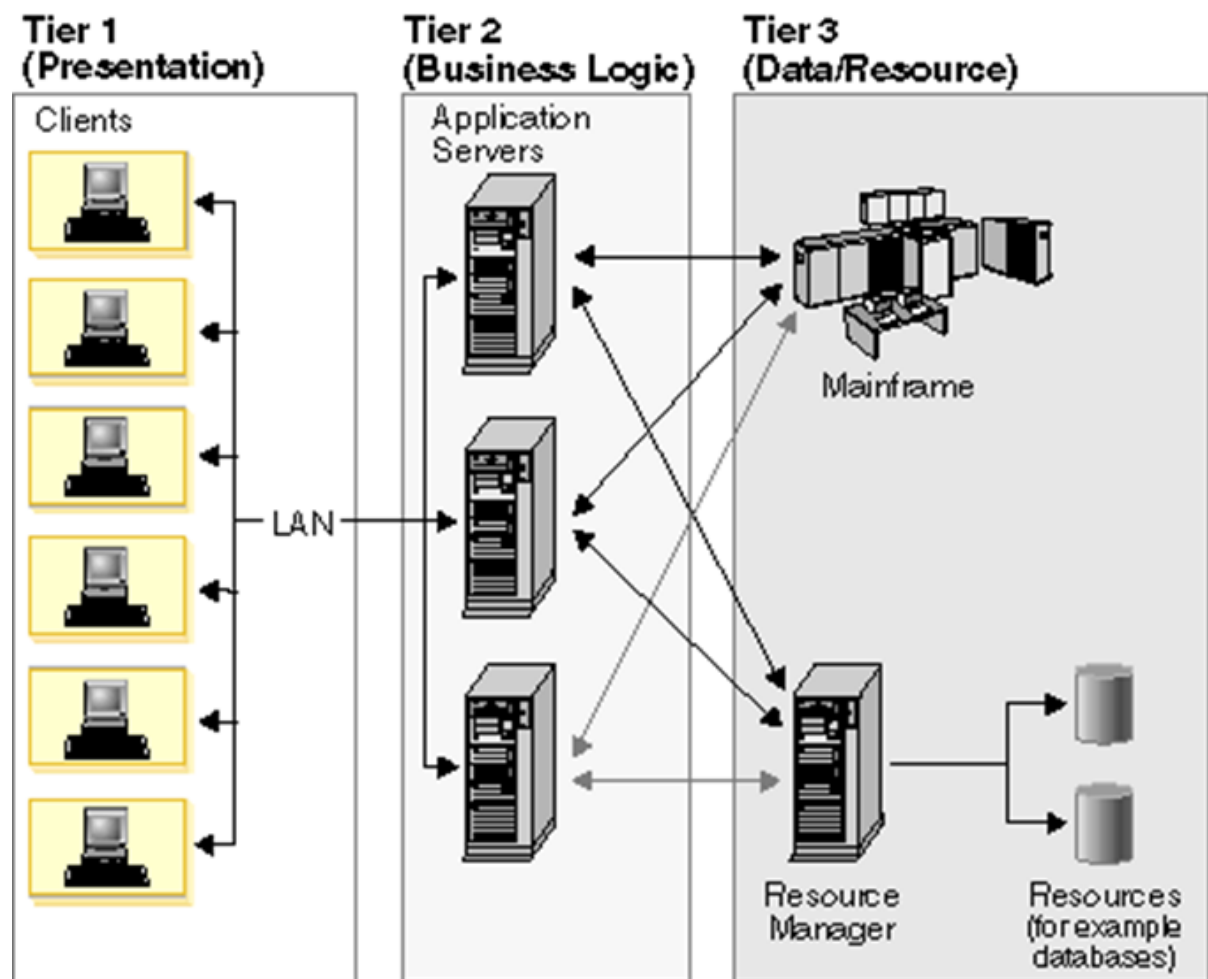 Tier 1
(Presentation)
Tier 2
(Business Logic)
Tier 3
(Data/Resource)
Clients
Application
Servers
LAN
Mainframe
Resource
Manager
Resources
(for example
databases)